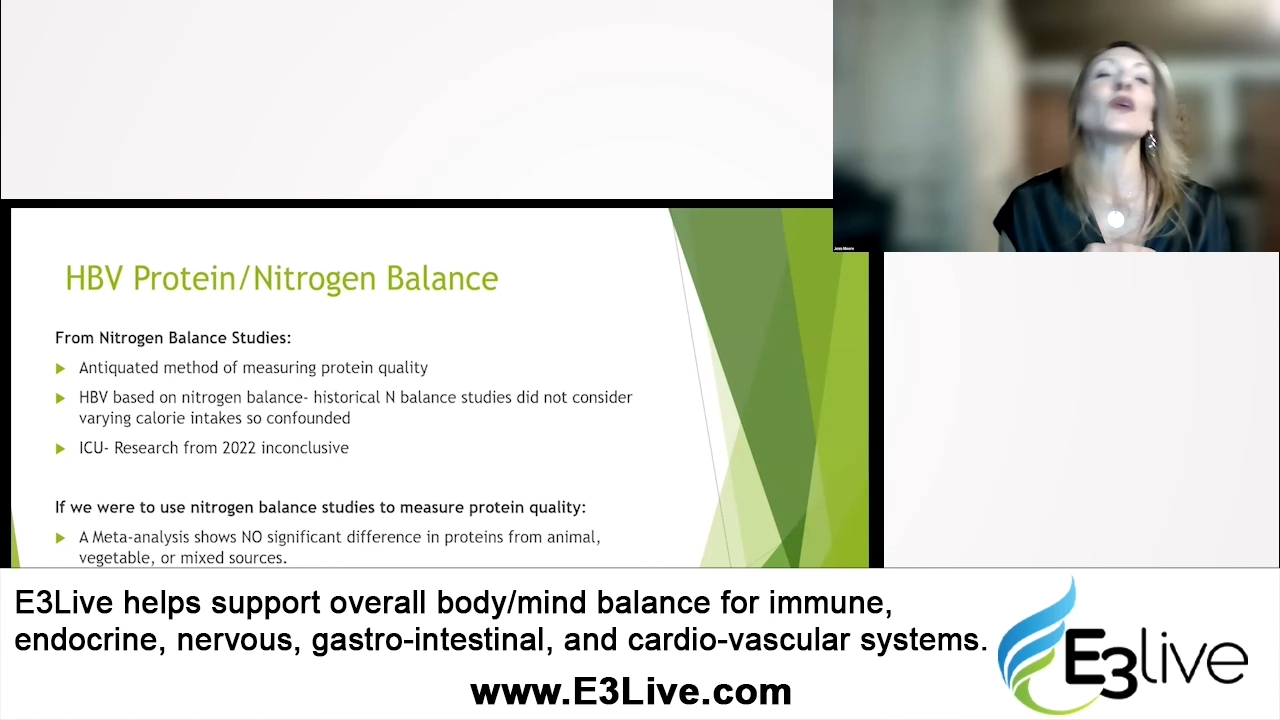 Jenn Moore
HBV Protein/Nitrogen Balance
From Nitrogen Balance Studies:
Antiquated method of measuring protein quality
HBV based on nitrogen balance- historical N balance studies did not consider
varying calorie intakes so confounded
ICU- Research from 2022 inconclusive
If we were to use nitrogen balance studies to measure protein quality:
A Meta-analysis shows NO significant difference in proteins from animal,
vegetable, or mixed sources.
E3Live helps support overall body/mind balance for immune,
endocrine, nervous, gastro-intestinal, and cardio-vascular systems.
www.E3Live.com
E3live